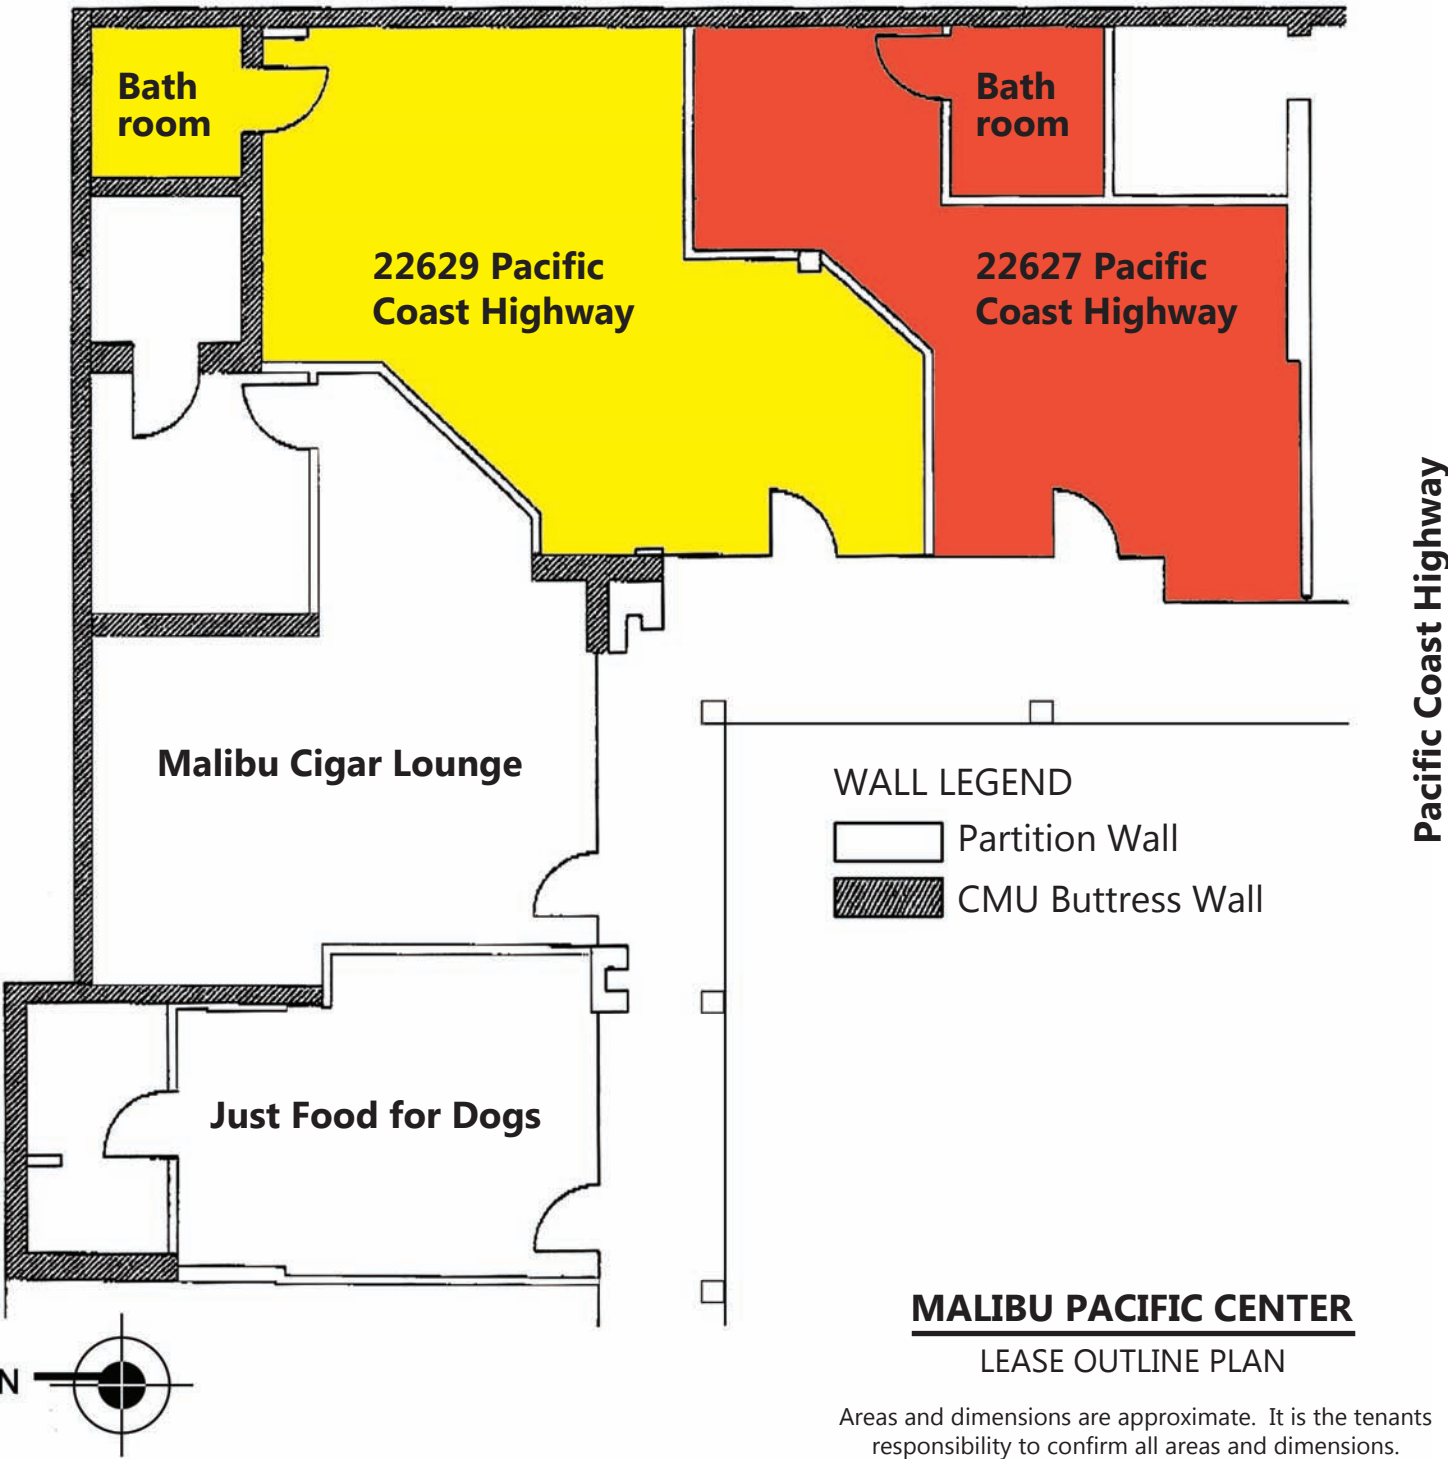 Bath
room
Bath
room
22629 Pacific
Coast Highway
22627 Pacific
Coast Highway
Pacific Coast Highway
Malibu Cigar Lounge
WALL LEGEND
Partition Wall
CMU Buttress Wall
Just Food for Dogs
MALIBU PACIFIC CENTER
LEASE OUTLINE PLAN
N
Areas and dimensions are approximate. It is the tenants
responsibility to confirm all areas and dimensions.